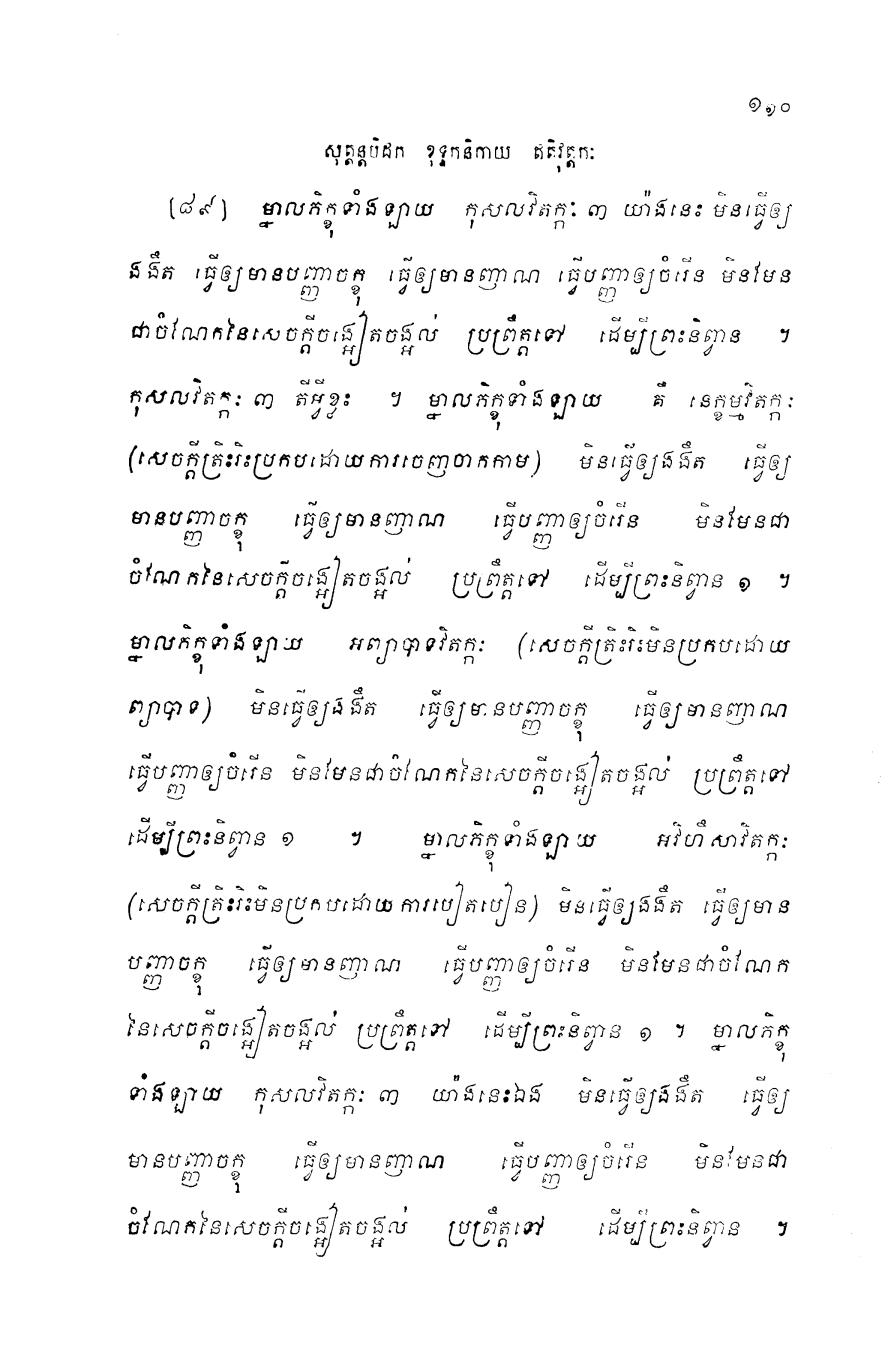 ១១០
សុត្តន្តបិដក ខុទ្ទកនិកាយ ឥតិវុត្តកៈ
[៨៩] ម្នាលភិក្ខុទាំងឡាយ កុសលវិតក្កៈ ៣ យ៉ាងនេះ មិនធ្វើឲ្យ
ងងឹត ធ្វើឲ្យមានបញ្ញាចក្ខុ ធ្វើឲ្យមានញាណ ធ្វើបញ្ញាឲ្យចំរើន មិនមែន
ជាចំណែកនៃសេចក្តីចង្អៀតចង្អល់ ប្រព្រឹត្តទៅ ដើម្បីព្រះនិព្វាន ។
កុសលវិតក្កៈ ៣ តីអ្វីខ្លះ ។ ម្នាលភិក្ខុទាំងឡាយ គឺ នេក្ខម្មវិតក្កៈ
(សេចក្តីត្រិះរិះប្រកបដោយការចេញចាកកាម) មិនធ្វើឲ្យងងឹត ធ្វើឲ្យ
មានបញ្ញាចក្ខុ ធ្វើឲ្យមានញាណ ធ្វើបញ្ញាឲ្យចំរើន មិនមែនជា
ចំណែកនៃសេចក្តីចង្អៀតចង្អល់ ប្រព្រឹត្តទៅ ដើម្បីព្រះនិព្វាន ១ ។
ម្នាលភិក្ខុទាំងឡាយ អព្យាបាទវិតក្កៈ (សេចក្តីត្រិះរិះមិនប្រកបដោយ
ព្យាបាទ) មិនធ្វើឲ្យងងឹត ធ្វើឲ្យមានបញ្ញាចក្ខុ ធ្វើឲ្យមានញាណ
ធ្វើបញ្ញាឲ្យចំរើន មិនមែនជាចំណែកនៃសេចក្តីចង្អៀតចង្អល់ ប្រព្រឹត្តទៅ
ដើម្បីព្រះនិព្វាន ១ ។ ម្នាលភិក្ខុទាំងឡាយ អវិហឹសាវិតក្កៈ
(សេចក្តីត្រិះរិះមិនប្រកបដោយការបៀតបៀន) មិនធ្វើឲ្យងងឹត ធ្វើឲ្យមាន
បញ្ញាចក្ខុ ធ្វើឲ្យមានញាណ ធ្វើបញ្ញាឲ្យចំរើន មិនមែនជាចំណែក
នៃសេចក្តីចង្អៀតចង្អល់ ប្រព្រឹត្តទៅ ដើម្បីព្រះនិព្វាន ១ ។ ម្នាលភិក្ខុ
ទាំងឡាយ កុសលវិតក្កៈ ៣ យ៉ាងនេះឯង មិនធ្វើឲ្យងងឹត ធ្វើឲ្យ
មានបញ្ញាចក្ខុ ធ្វើឲ្យមានញាណ ធ្វើបញ្ញាឲ្យចំរើន មិនមែនជា
ចំណែកនៃសេចក្តីចង្អៀតចង្អល់ ប្រព្រឹត្តទៅ ដើម្បីព្រះនិព្វាន ។